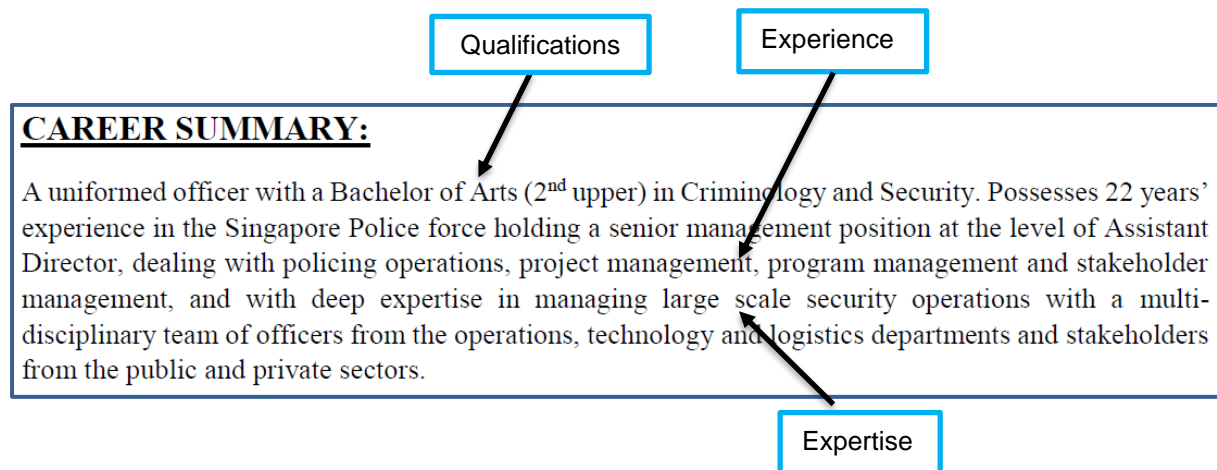 Qualifications
Experience
CAREER SUMMARY:
A uniformed officer with a Bachelor of Arts (2nd upper) in Criminology and Security. Possesses 22 years’
experience in the Singapore Police force holding a senior management position at the level of Assistant
Director, dealing with policing operations, project management, program management and stakeholder
management, and with deep expertise in managing large scale security operations with a multi-
disciplinary team of officers from the operations, technology and logistics departments and stakeholders
from the public and private sectors.
Expertise